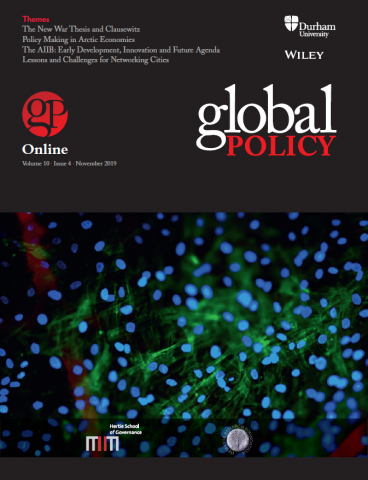 Themes
The New War Thesis and Clausewitz
Policy Making in Arctic Economies
The AIIB: Early Development, Innovation and Future Agenda
Lessons and Challenges for Networking Cities
Durham
University
WILEY
gp
Online
Volume 10 · Issue 4 · November 2019
global
POLICY
Hertie School
of Governance